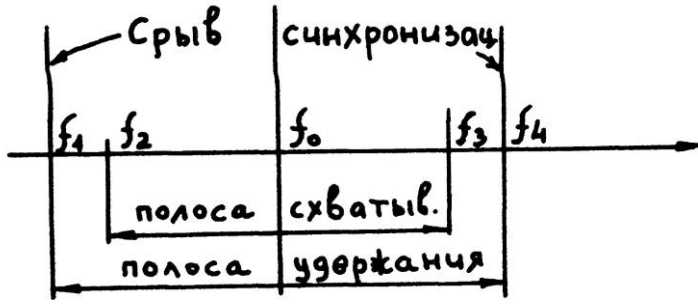 Срыв синхронизац
f1 f2 f0 f3 f4
полоса схватыв.
полоса удержания